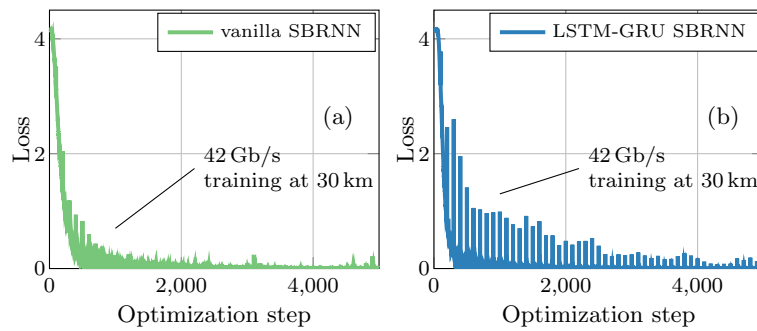 vanilla SBRNN
(a)
42 Gb/s
training at 30 km
Loss
4
2
0
0
2,000
4,000
Optimization step
LSTM-GRU SBRNN
(b)
42 Gb/s
training at 30 km
Loss
4
2
0
0
2,000
4,000
Optimization step